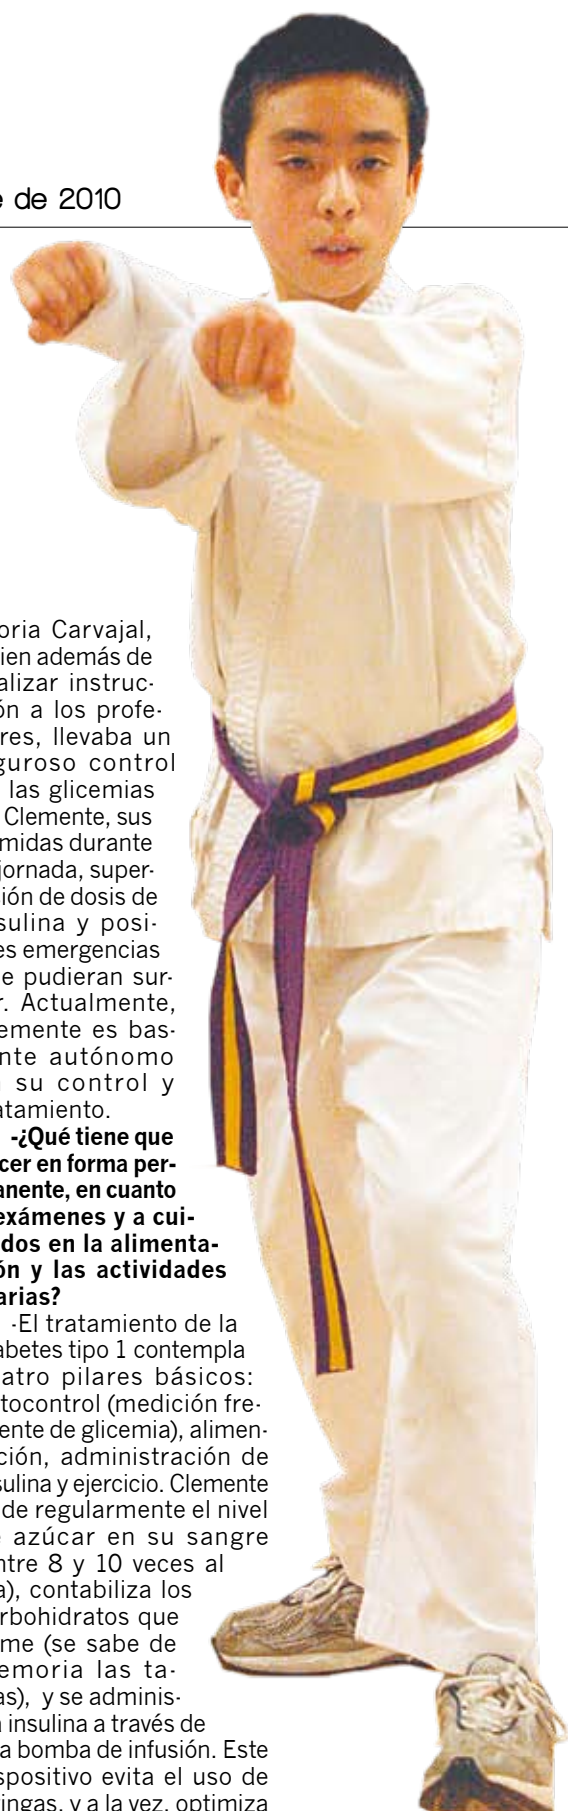 e de 2010
oria Carvajal,
ien además de
alizar instruc-
ón a los profe-
res, llevaba un
guroso control
las glicemias
Clemente, sus
midas durante
jornada, super-
sión de dosis de
sulina y posi-
es emergencias
e pudieran sur-
r. Actualmente,
emente es bas-
nte autónomo
su control y
atamiento.
-¿Qué tiene que
cer en forma per-
anente, en cuanto
exámenes y a cui-
dos en la alimenta-
ón y las actividades
arias?
-El tratamiento de la
abetes tipo 1 contempla
atro pilares básicos:
tocontrol (medición fre-
ente de glicemia), alimen-
ción, administración de
sulina y ejercicio. Clemente
de regularmente el nivel
e azúcar en su sangre
ntre 8 y 10 veces al
a), contabiliza los
rbohidratos que
me (se sabe de
emoria las ta-
as), y se adminis-
a insulina a través de
a bomba de infusión. Este
spositivo evita el uso de
ingas, y a la vez, optimiza